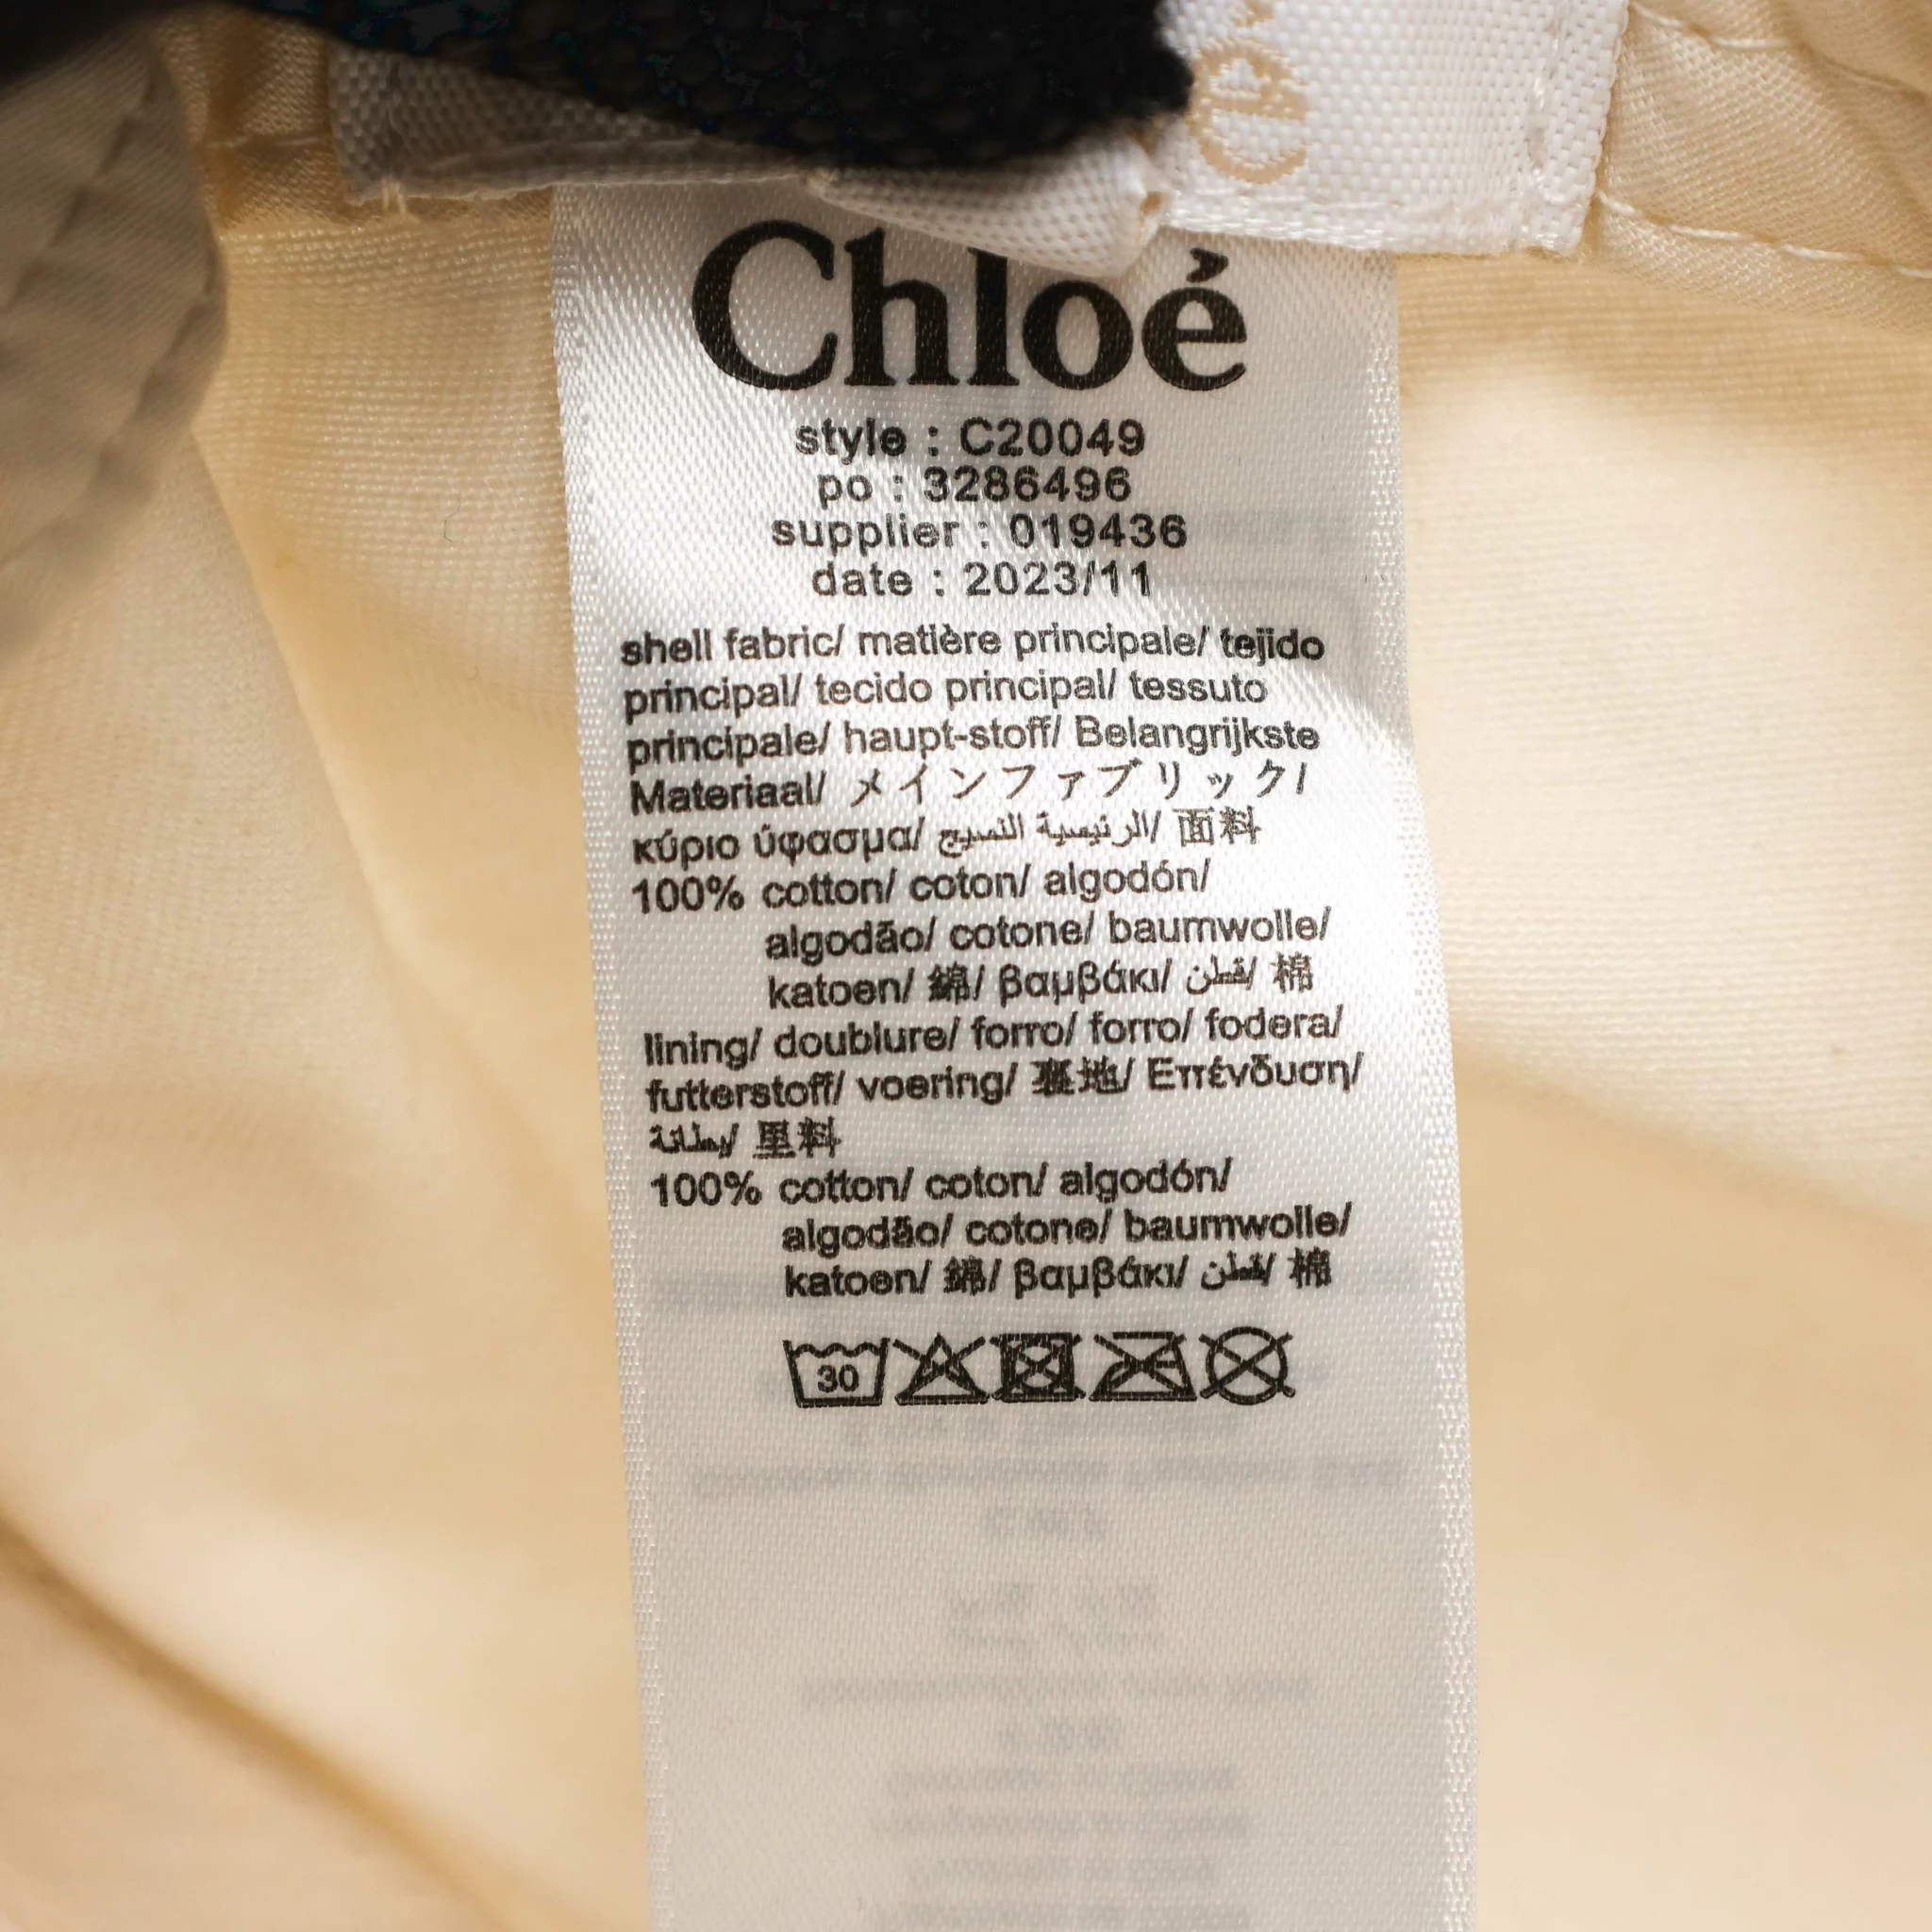 Chloé
style : C20049
po : 3286496
supplier : 019436
date : 2023/11
shell fabric/ matière principale/ tejido
principal/ tecido principal/ tessuto
principale/ haupt-stoff/ Belangrijkste
Materiaal/ メインファブリック/
κύριο ύφασμα/ الرئيسية النسيج/ 面料
100% cotton/ coton/ algodón/
algodão/ cotone/ baumwolle/
katoen/ 綿/ βαμβάκι/ قطن/ 棉
lining/ doublure/ forro/ forro/ fodera/
futterstoff/ voering/ 裏地/ Επένδυση/
بطانة/ 里料
100% cotton/ coton/ algodón/
algodão/ cotone/ baumwolle/
katoen/ 綿/ βαμβάκι/ قطن/ 棉
30